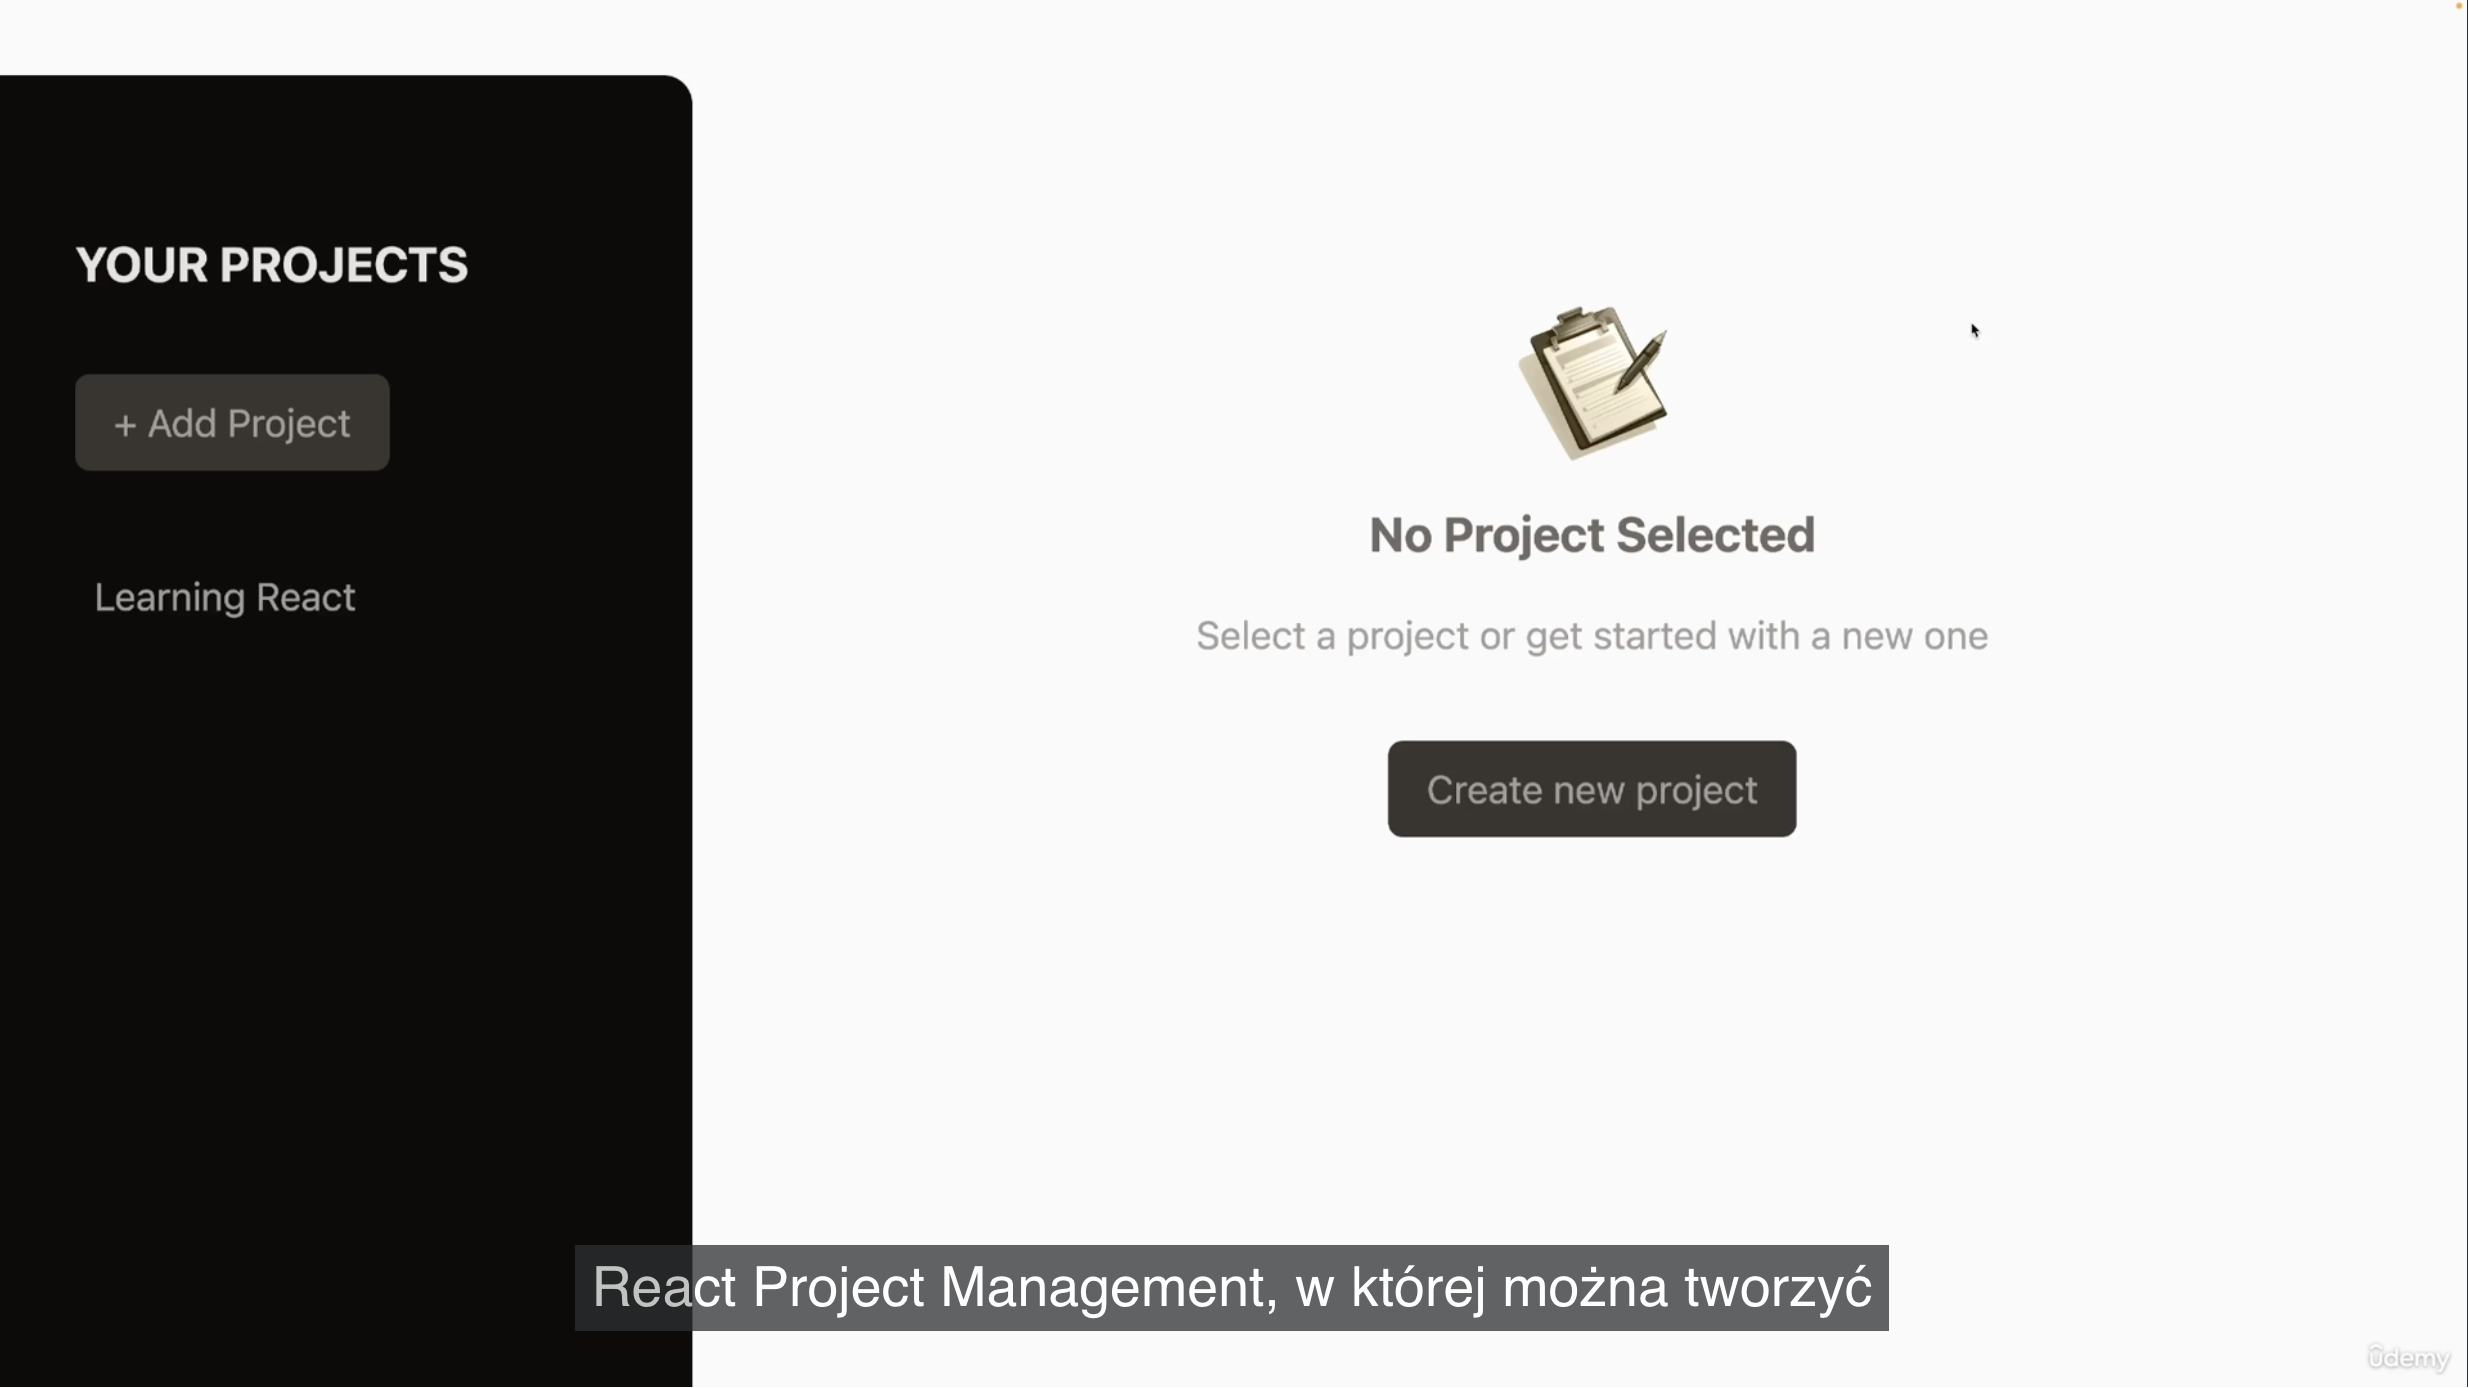 YOUR PROJECTS
+ Add Project
Learning React
No Project Selected
Select a project or get started with a new one
Create new project
React Project Management, w której można tworzyć
ûdemy